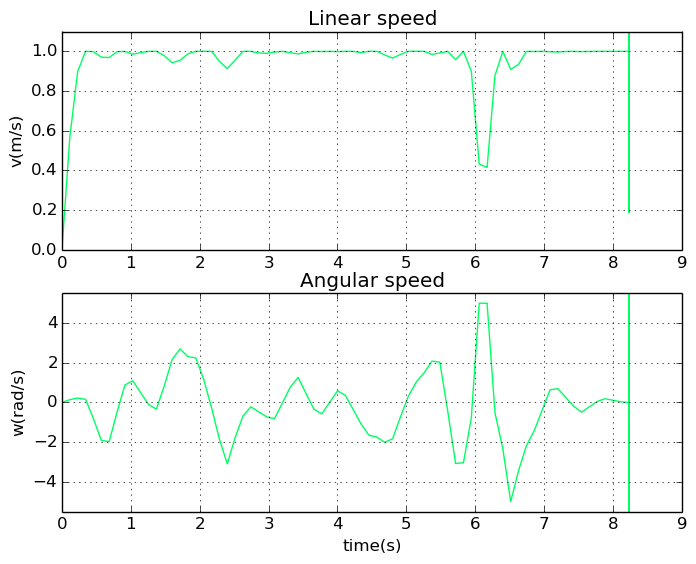 Linear speed
1.0
0.8
0.6
0.4
0.2
0.0
v(m/s)
0 1 2 3 4 5 6 7 8 9
Angular speed
4
2
0
−2
−4
w(rad/s)
0 1 2 3 4 5 6 7 8 9
time(s)